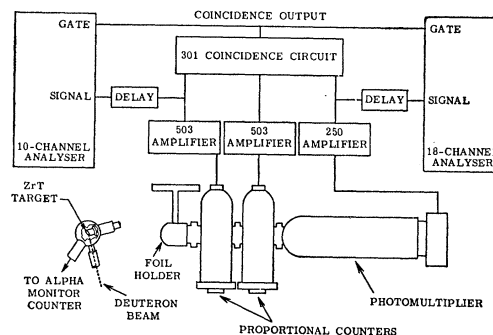 COINCIDENCE OUTPUT
GATE
GATE
301 COINCIDENCE CIRCUIT
SIGNAL
DELAY
DELAY
SIGNAL
10-CHANNEL
ANALYSER
503
AMPLIFIER
503
AMPLIFIER
250
AMPLIFIER
18-CHANNEL
ANALYSER
ZrT
TARGET
TO ALPHA
MONITOR
COUNTER
DEUTERON
BEAM
FOIL
HOLDER
PROPORTIONAL COUNTERS
PHOTOMULTIPLIER